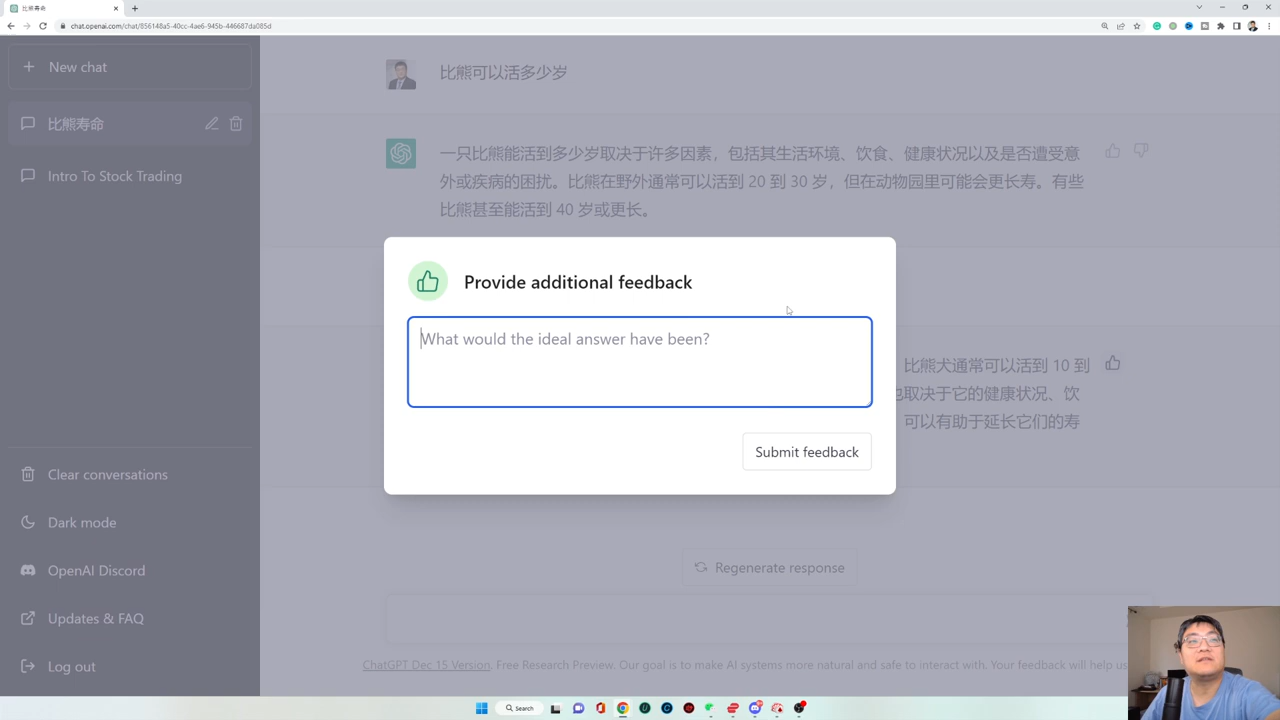 比熊寿命
chat.openai.com/chat/856148a5-40cc-4ae6-945b-446687da085d
New chat
比熊寿命
Intro To Stock Trading
Clear conversations
Dark mode
OpenAI Discord
Updates & FAQ
Log out
比熊可以活多少岁
一只比熊能活到多少岁取决于许多因素，包括其生活环境、饮食、健康状况以及是否遭受意
外或疾病的困扰。比熊在野外通常可以活到 20 到 30 岁，但在动物园里可能会更长寿。有些
比熊甚至能活到 40 岁或更长。
Provide additional feedback
What would the ideal answer have been?
Submit feedback
比熊犬通常可以活到 10 到
也取决于它的健康状况、饮
可以有助于延长它们的寿
Regenerate response
ChatGPT Dec 15 Version. Free Research Preview. Our goal is to make AI systems more natural and safe to interact with. Your feedback will help us
Search